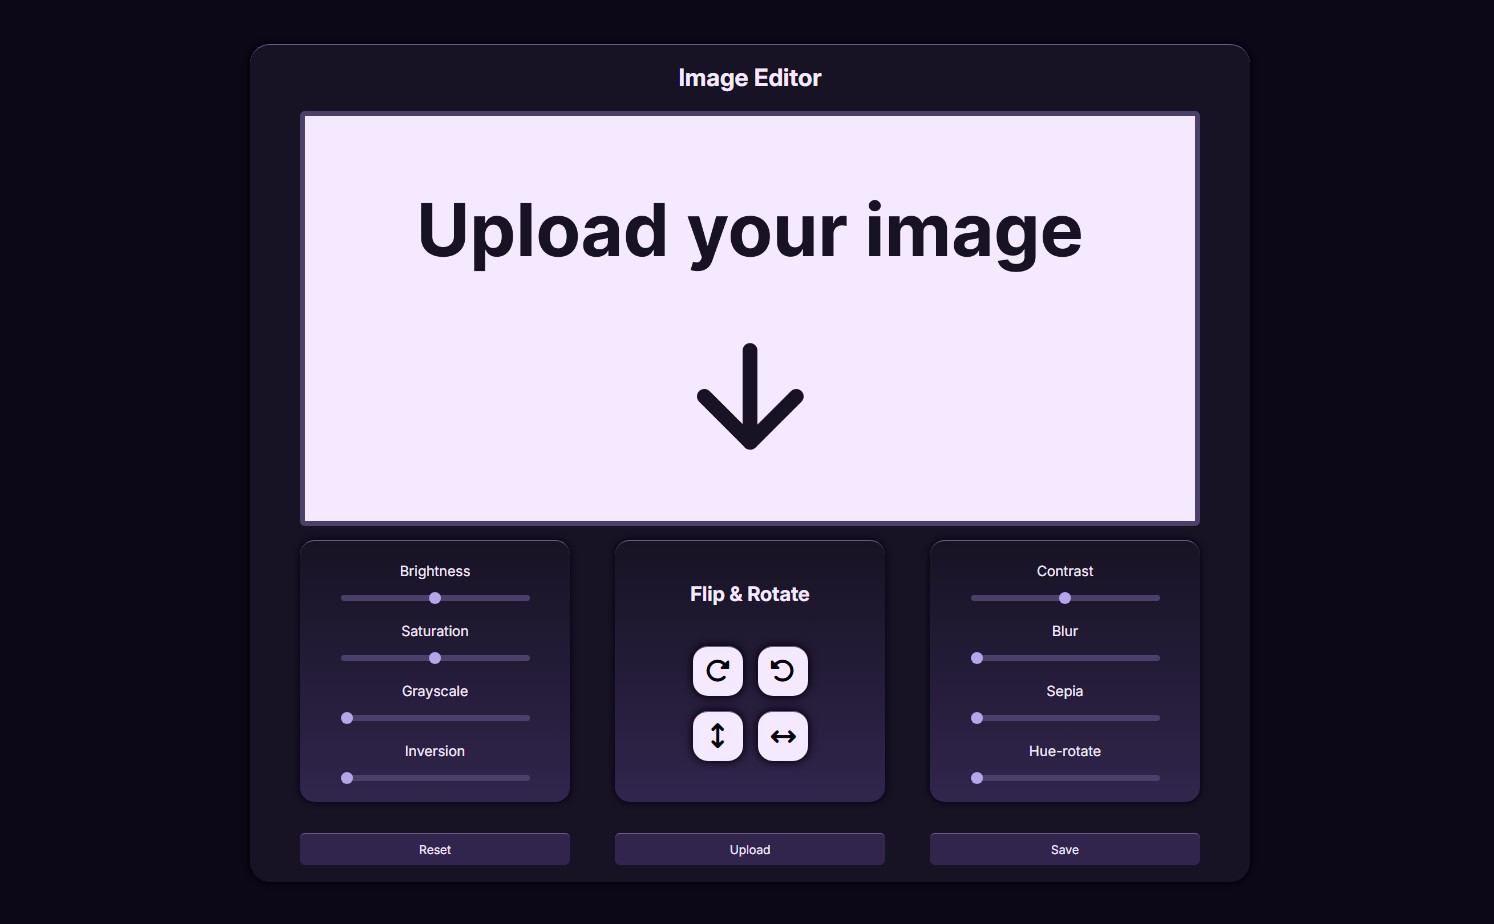 Image Editor
Upload your image
Brightness
Saturation
Grayscale
Inversion
Flip & Rotate
Contrast
Blur
Sepia
Hue-rotate
Reset
Upload
Save